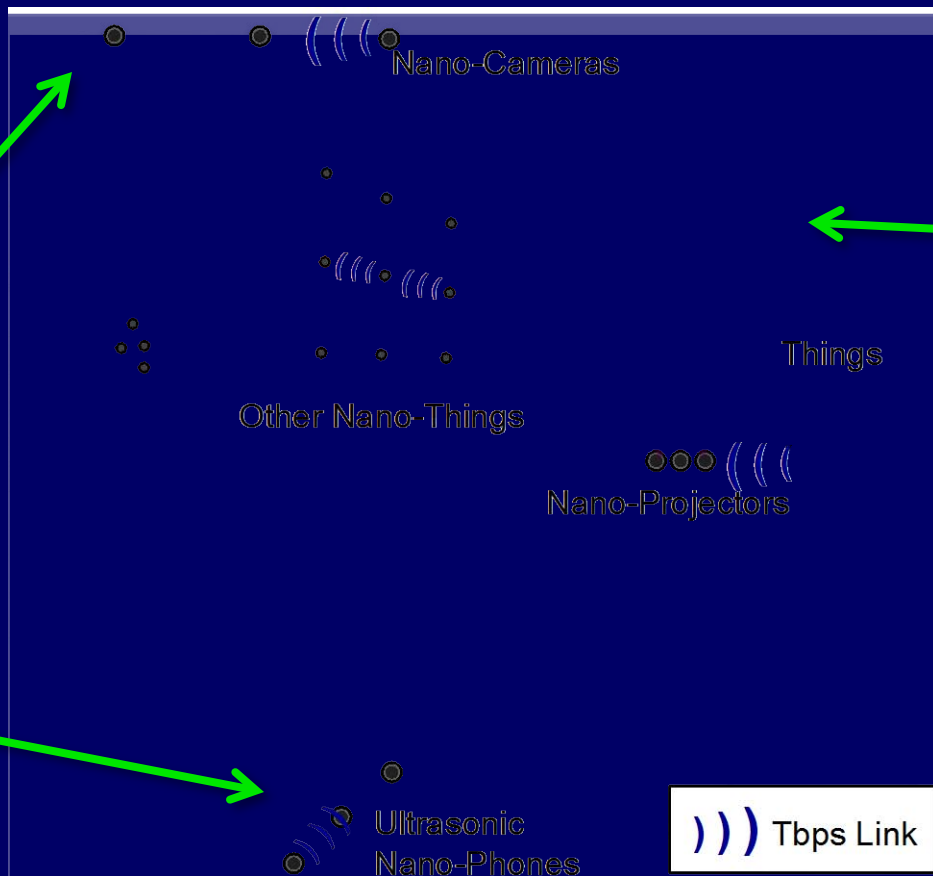 Nano-Cameras
Things
Other Nano-Things
Nano-Projectors
Ultrasonic
Nano-Phones
))) Tbps Link